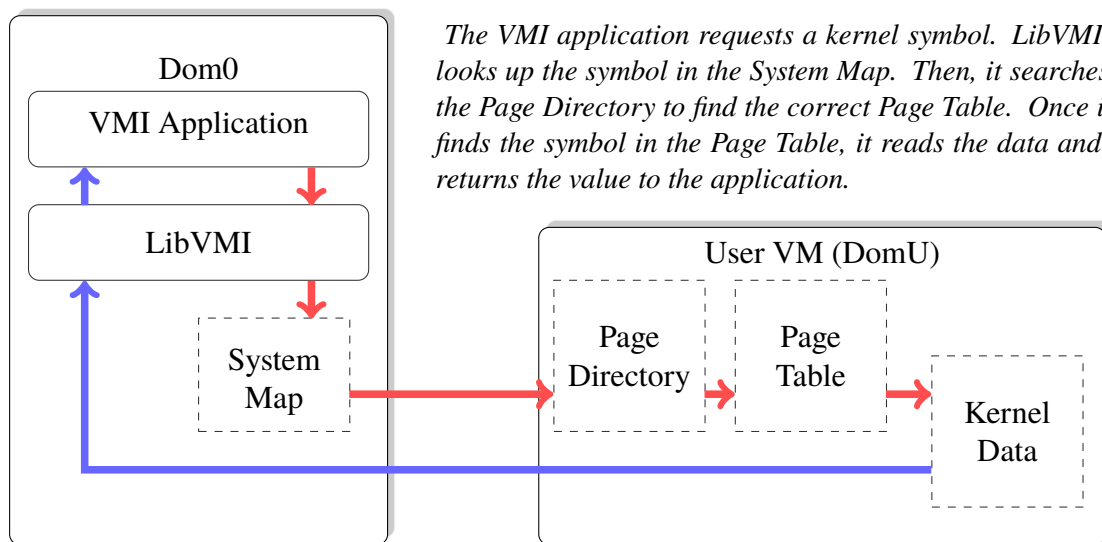 The VMI application requests a kernel symbol. LibVMI
looks up the symbol in the System Map. Then, it searches
the Page Directory to find the correct Page Table. Once i
finds the symbol in the Page Table, it reads the data and
returns the value to the application.
Dom0
VMI Application
LibVMI
System
Map
User VM (DomU)
Page
Directory
Page
Table
Kernel
Data